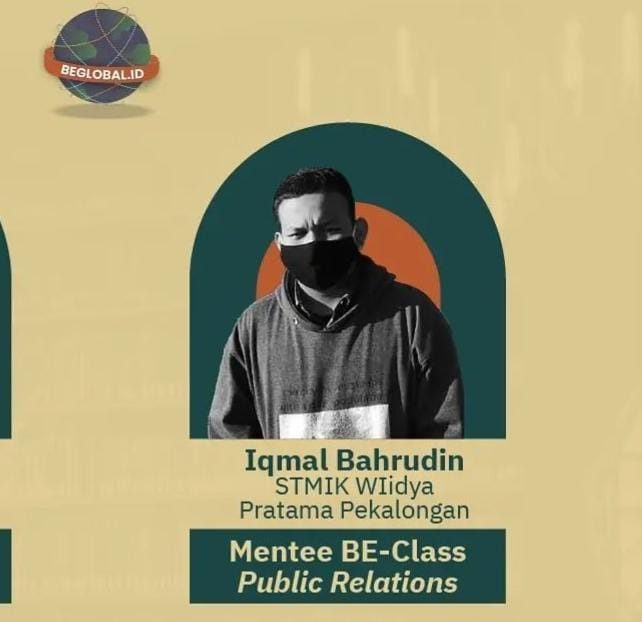 BEGLOBAL.ID
Iqmal Bahrudin
STMIK WIidya
Pratama Pekalongan
Mentee BE-Class
Public Relations